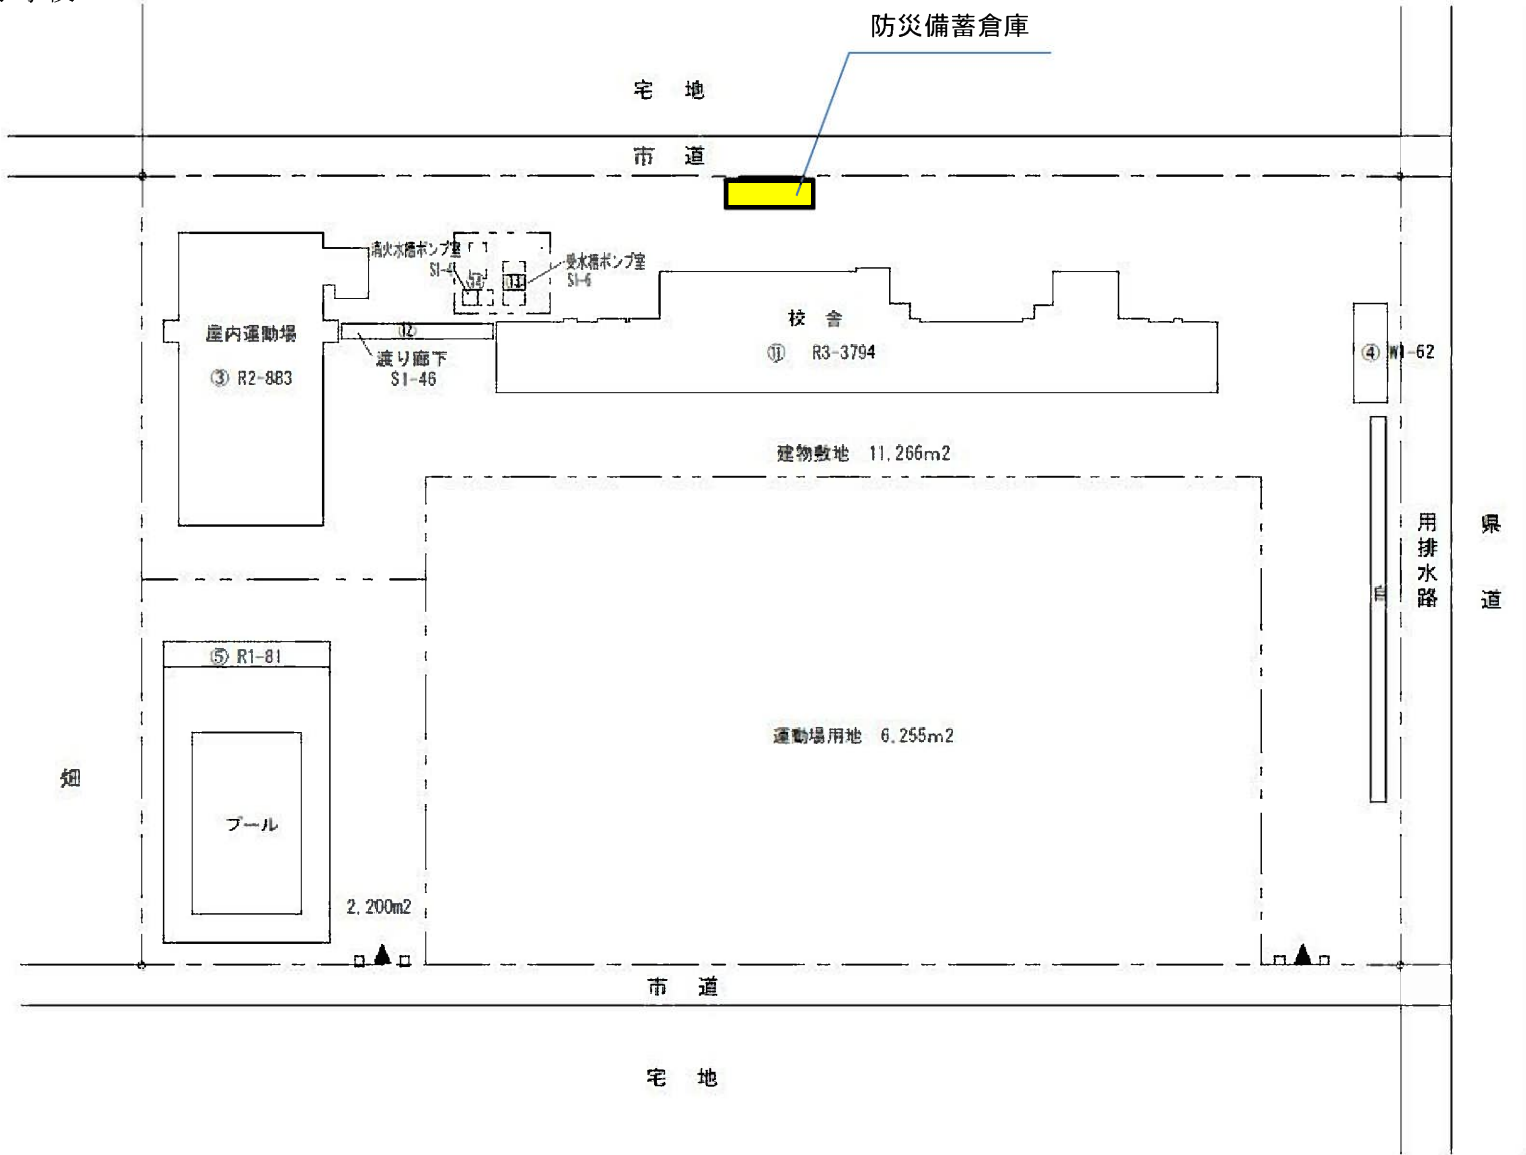 防災備蓄倉庫
宅 地
市 道
消火水槽ポンプ室
S1-4
⑭
⑬
受水槽ポンプ室
S1-6
屋内運動場
③ R2-883
⑫
渡り廊下
S1-46
校 舎
⑪ R3-3794
④ W1-62
建物敷地 11,266m2
用排水路
県道
自
⑤ R1-81
運動場用地 6,255m2
畑
プール
2,200m2
市 道
宅 地